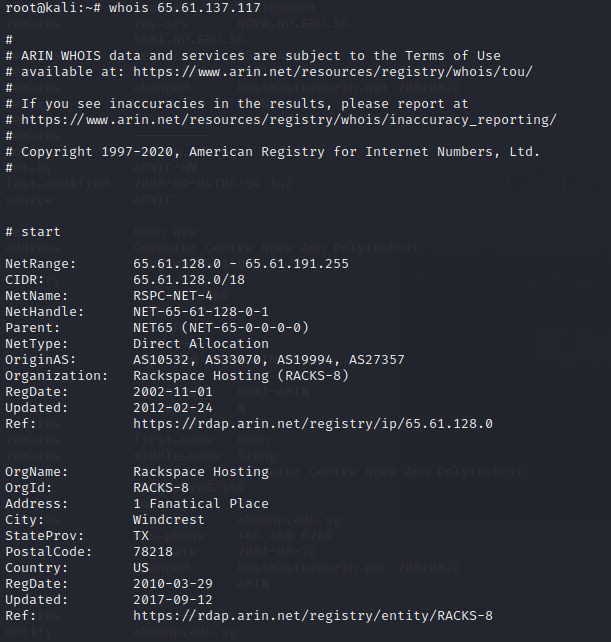 root@kali:~# whois 65.61.137.117
#
# ARIN WHOIS data and services are subject to the Terms of Use
# available at: https://www.arin.net/resources/registry/whois/tou/
#
# If you see inaccuracies in the results, please report at
# https://www.arin.net/resources/registry/whois/inaccuracy_reporting/
#
# Copyright 1997-2020, American Registry for Internet Numbers, Ltd.
#
# start
NetRange: 65.61.128.0 - 65.61.191.255
CIDR: 65.61.128.0/18
NetName: RSPC-NET-4
NetHandle: NET-65-61-128-0-1
Parent: NET65 (NET-65-0-0-0-0)
NetType: Direct Allocation
OriginAS: AS10532, AS33070, AS19994, AS27357
Organization: Rackspace Hosting (RACKS-8)
RegDate: 2002-11-01
Updated: 2012-02-24
Ref: https://rdap.arin.net/registry/ip/65.61.128.0
OrgName: Rackspace Hosting
OrgId: RACKS-8
Address: 1 Fanatical Place
City: Windcrest
StateProv: TX
PostalCode: 78218
Country: US
RegDate: 2010-03-29
Updated: 2017-09-12
Ref: https://rdap.arin.net/registry/entity/RACKS-8